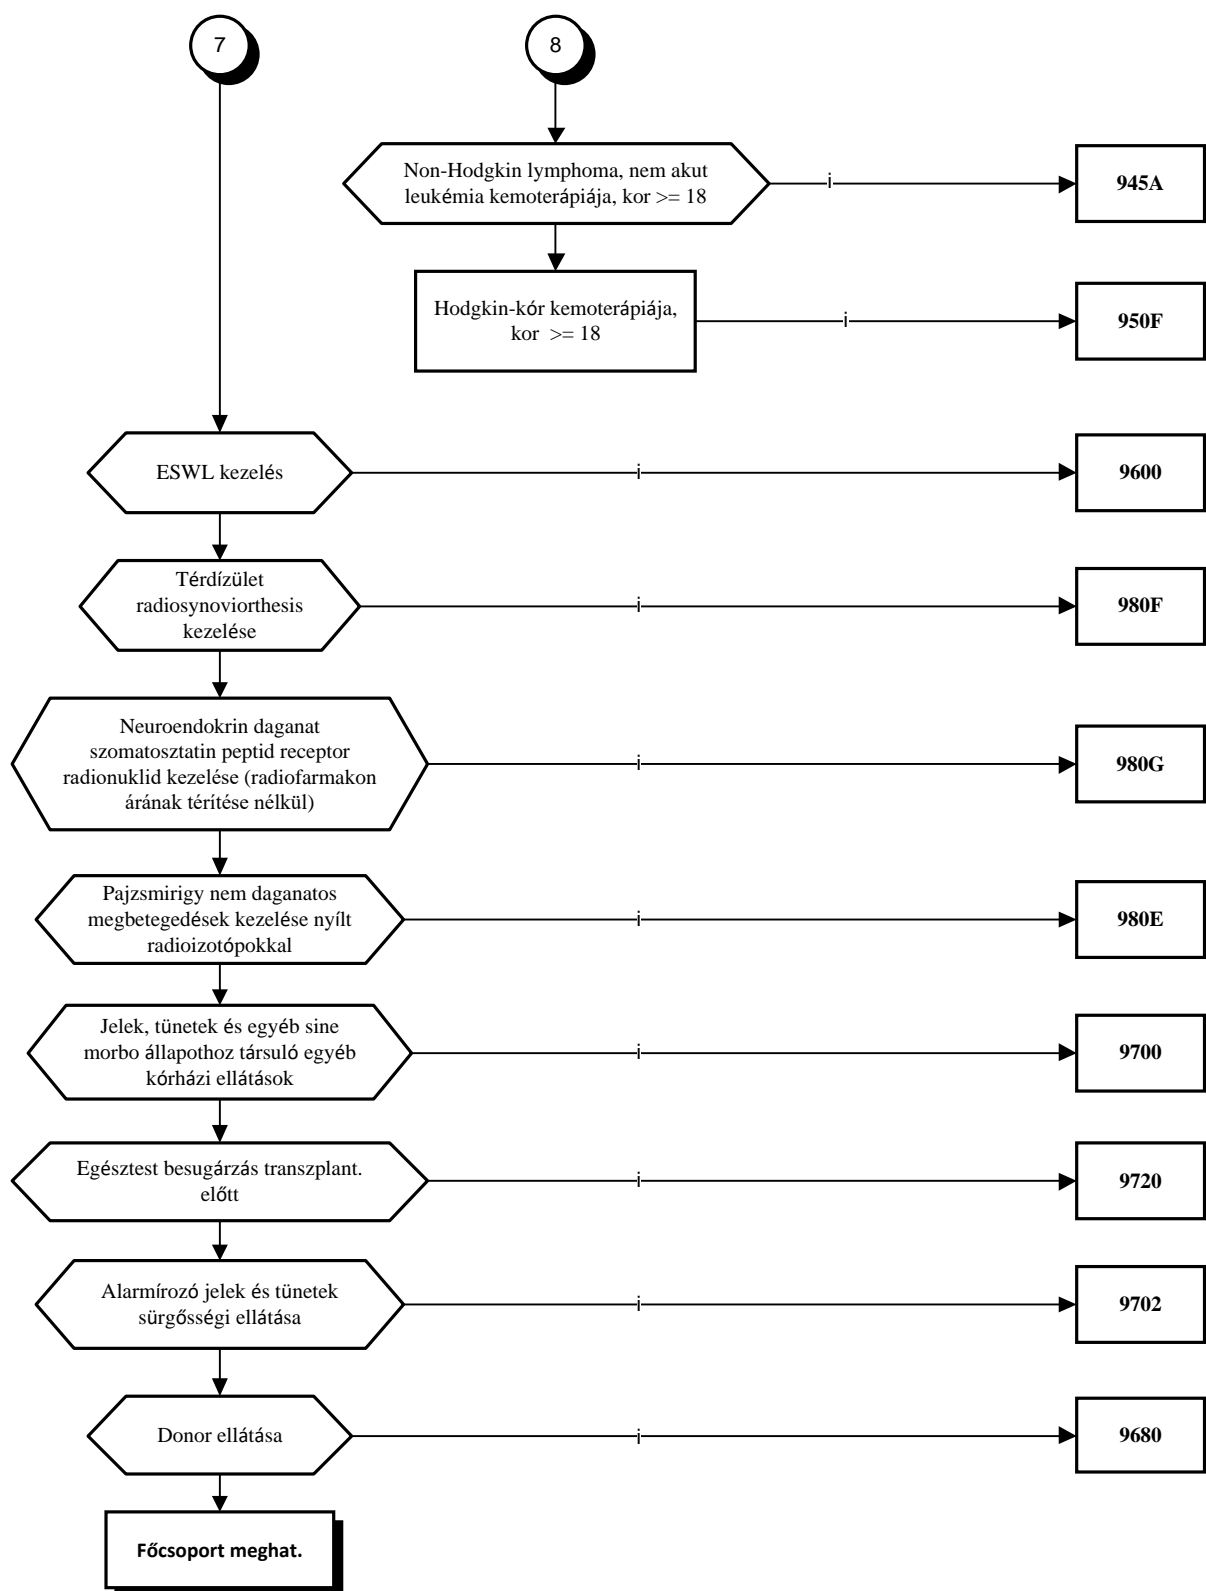 7
8
Non-Hodgkin lymphoma, nem akut
leukémia kemoterápiája, kor >= 18
i
945A
Hodgkin-kór kemoterápiája,
kor >= 18
i
950F
ESWL kezelés
i
9600
Térdízület
radiosynoviorthesis
kezelése
i
980F
Neuroendokrin daganat
szomatosztatin peptid receptor
radionuklid kezelése (radiofarmakon
árának térítése nélkül)
i
980G
Pajzsmirigy nem daganatos
megbetegedések kezelése nyílt
radioizotópokkal
i
980E
Jelek, tünetek és egyéb sine
morbo állapothoz társuló egyéb
kórházi ellátások
i
9700
Egésztest besugárzás transzplant.
előtt
i
9720
Alarmírozó jelek és tünetek
sürgősségi ellátása
i
9702
Donor ellátása
i
9680
Főcsoport meghat.